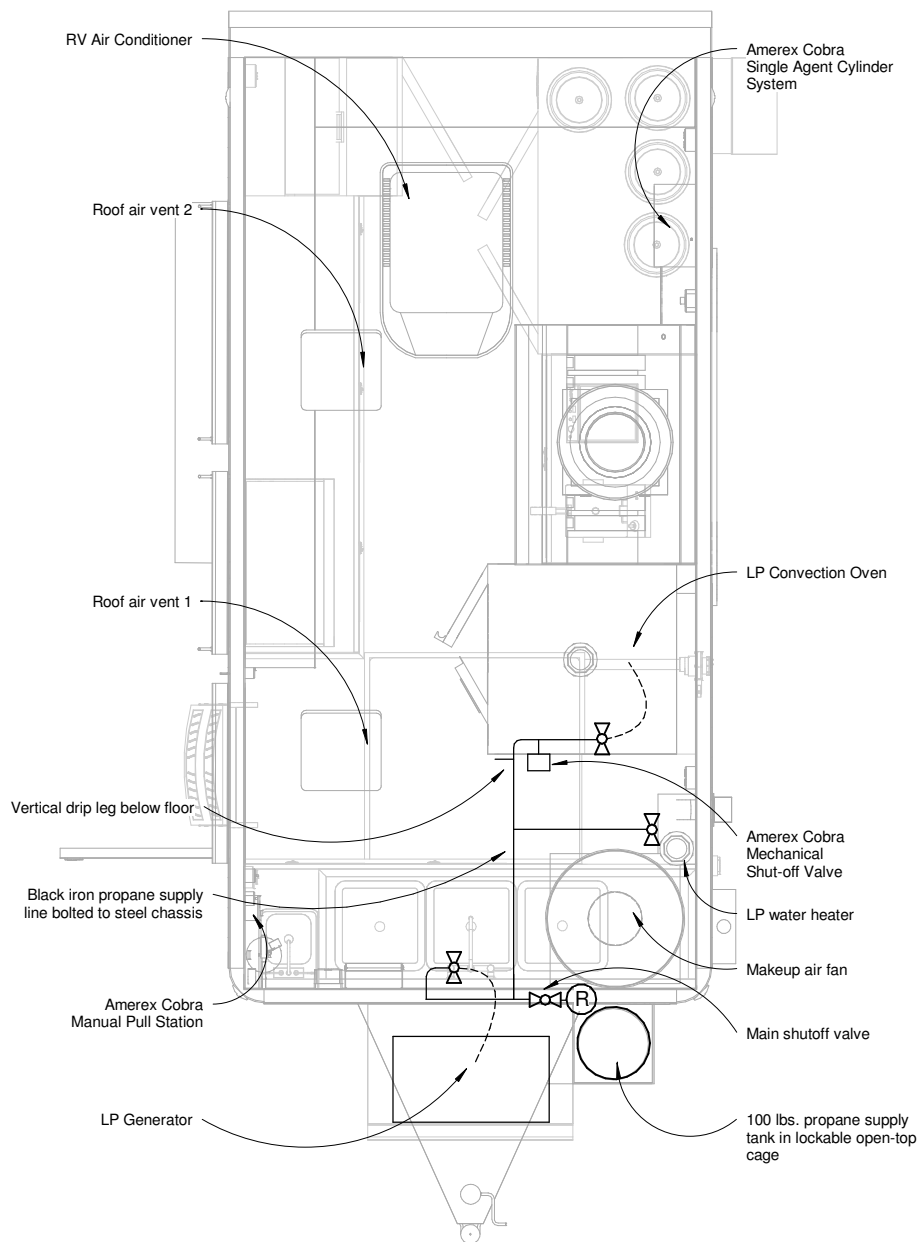 RV Air Conditioner
Amerex Cobra
Single Agent Cylinder
System
Roof air vent 2
LP Convection Oven
Roof air vent 1
Vertical drip leg below floor
Amerex Cobra
Mechanical
Shut-off Valve
Black iron propane supply
line bolted to steel chassis
LP water heater
Makeup air fan
Amerex Cobra
Manual Pull Station
R
Main shutoff valve
LP Generator
100 lbs. propane supply
tank in lockable open-top
cage